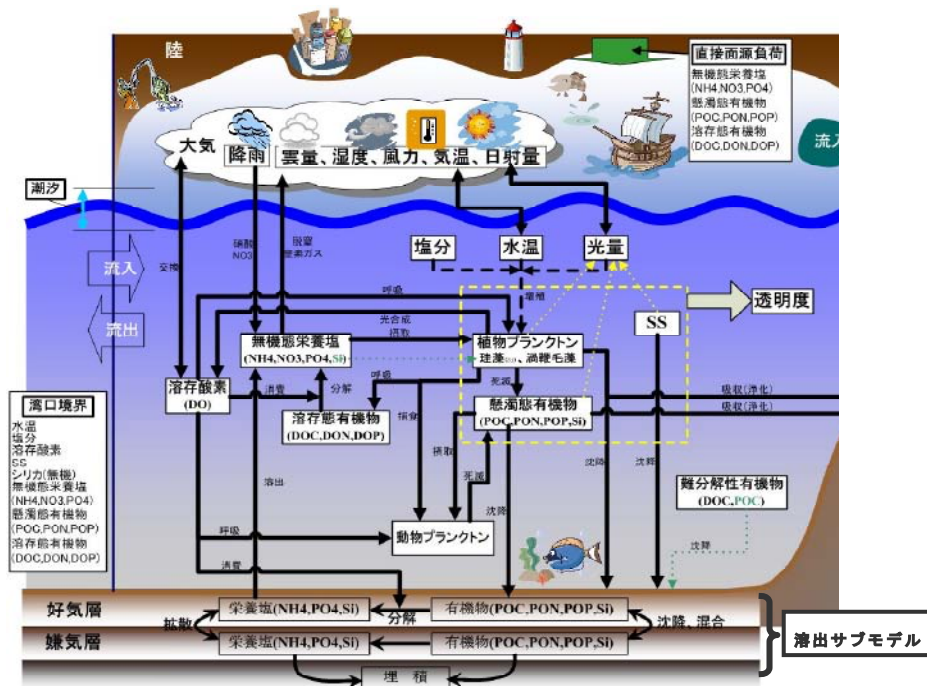 陸
直接面源負荷
無機態栄養塩
(NH4,NO3,PO4)
懸濁態有機物
(POC,PON,POP)
溶存態有機物
(DOC,DON,DOP)
流入
大気
降雨
雲量、湿度、風力、気温、日射量
潮汐
流入
流出
交換
硝酸
NO3
脱窒
窒素ガス
塩分
水温
光量
増殖
透明度
SS
呼吸
光合成
摂取
無機態栄養塩
(NH4,NO3,PO4,Si)
植物プランクトン
珪藻(Si)、渦鞭毛藻
溶存酸素
(DO)
消費
分解
呼吸
溶存態有機物
(DOC,DON,DOP)
捕食
死滅
懸濁態有機物
(POC,PON,POP,Si)
吸収(浄化)
吸収(浄化)
湾口境界
水温
塩分
溶存酸素
SS
シリカ(無機)
無機態栄養塩
(NH4,NO3,PO4)
懸濁態有機物
(POC,PON,POP)
溶存態有機物
(DOC,DON,DOP)
溶出
摂取
死滅
沈降
沈降
沈降
難分解性有機物
(DOC,POC)
沈降
呼吸
動物プランクトン
消費
好気層
栄養塩(NH4,PO4,Si)
分解
有機物(POC,PON,POP,Si)
拡散
沈降、混合
嫌気層
栄養塩(NH4,PO4,Si)
有機物(POC,PON,POP,Si)
埋積
溶出サブモデル